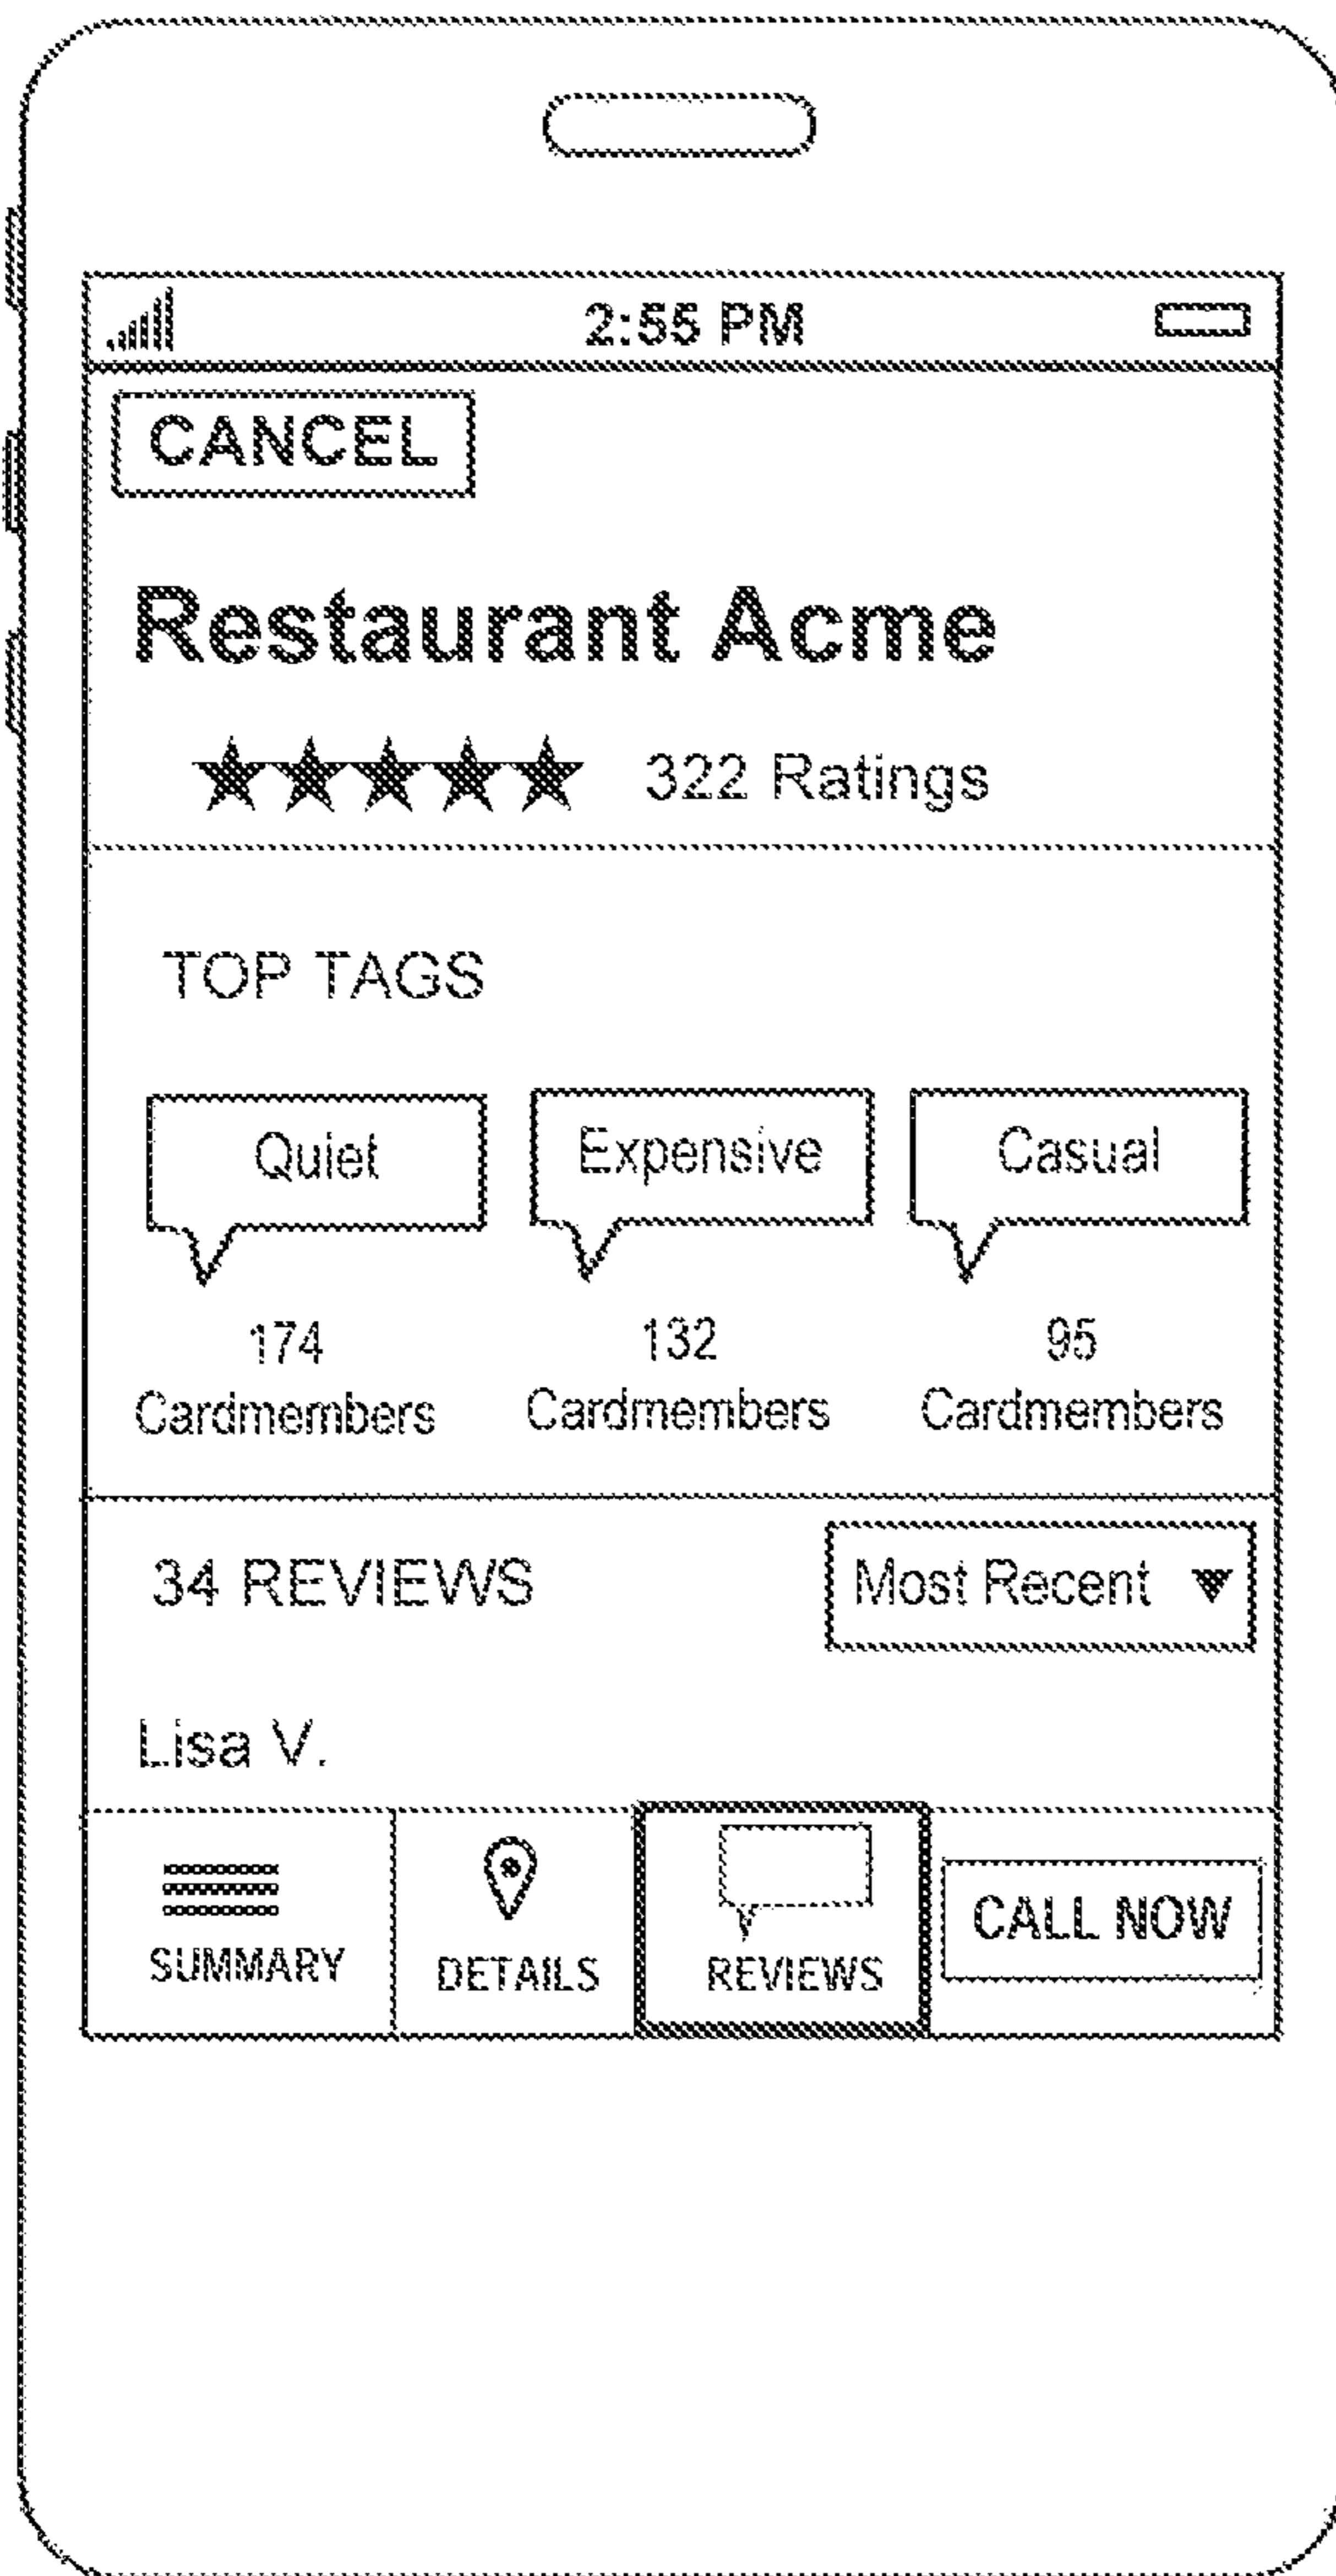 2:55 PM
CANCEL
Restaurant Acme
322 Ratings
TOP TAGS
Quiet Expensive Casual
174 132 95
Cardmembers Cardmembers Cardmembers
34 REVIEWS Most Recent
Lisa V.
SUMMARY DETAILS REVIEWS CALL NOW